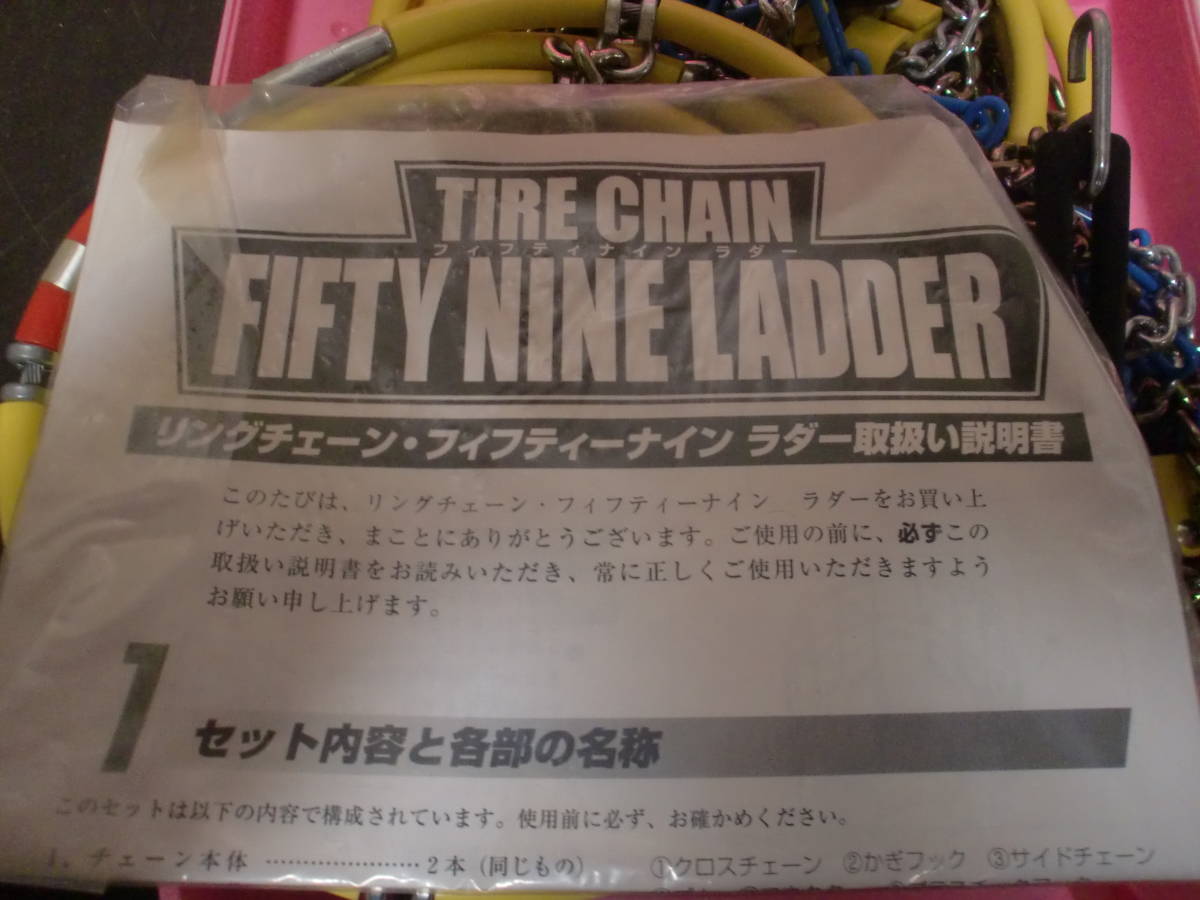 TIRE CHAIN
フィフティナイン ラダー
FIFTY NINE LADDER
リングチェーン・フィフティーナイン ラダー取扱い説明書
このたびは、リングチェーン・フィフティーナイン ラダーをお買い上
げいただき、まことにありがとうございます。ご使用の前に、必ずこの
取扱い説明書をお読みいただき、常に正しくご使用いただきますよう
お願い申し上げます。
1 セット内容と各部の名称
このセットは以下の内容で構成されています。使用前に必ず、お確かめください。
1. チェーン本体 …………………2本(同じもの) ①クロスチェーン ②かぎフック ③サイドチェーン